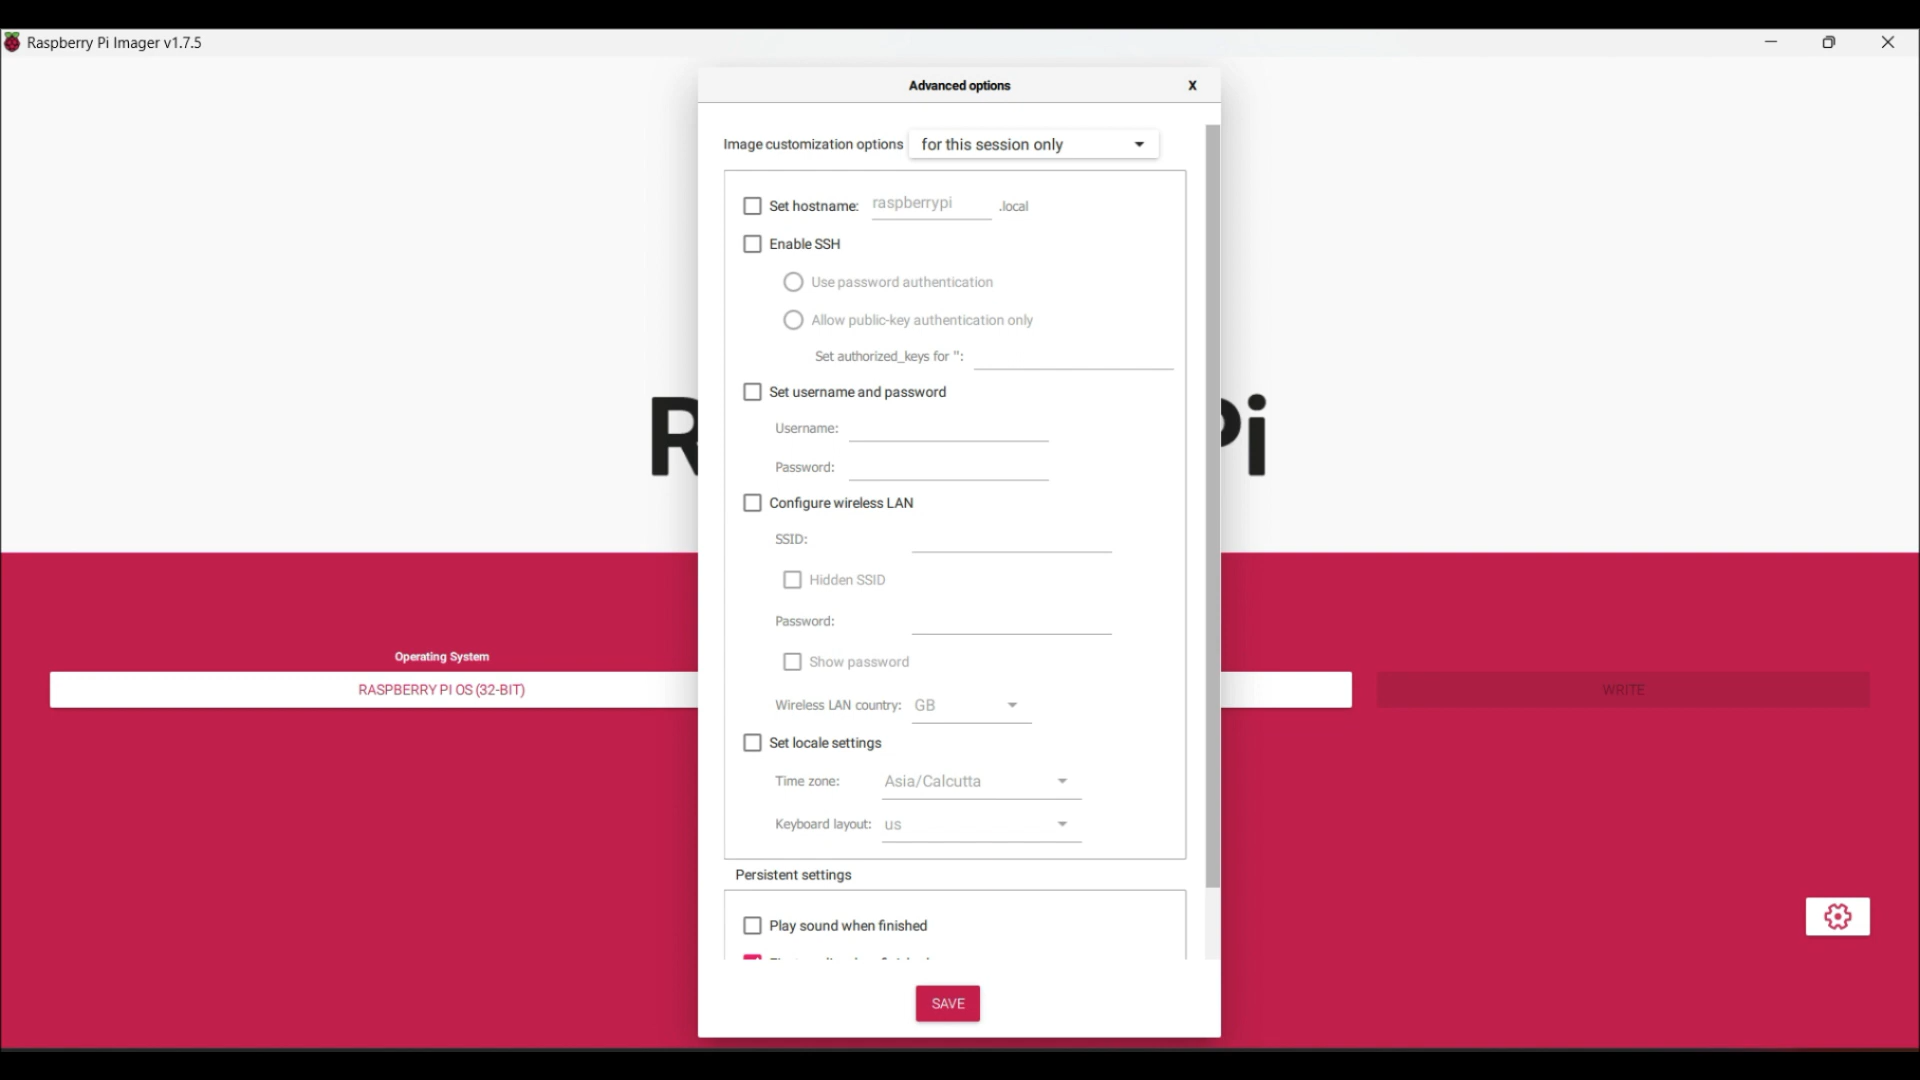 Raspberry Pi Imager v1.7.5
Advanced options
X
Image customization options for this session only
Set hostname: raspberrypi .local
Enable SSH
Use password authentication
Allow public-key authentication only
Set authorized_keys for '':
Set username and password
Username:
Password:
Configure wireless LAN
SSID:
Hidden SSID
Password:
Show password
Wireless LAN country: GB
Set locale settings
Time zone: Asia/Calcutta
Keyboard layout: us
Persistent settings
Play sound when finished
SAVE
R
Pi
Operating System
RASPBERRY PI OS (32-BIT)
WRITE